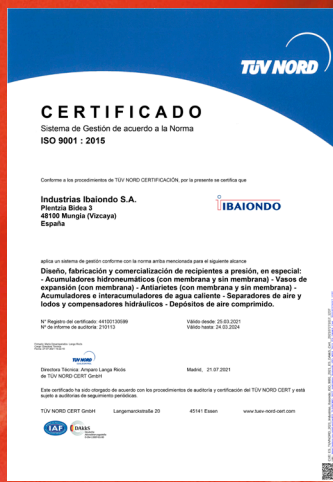 TÜV NORD
CERTIFICADO
Sistema de Gestión de acuerdo a la Norma
ISO 9001 : 2015
Conforme a los procedimientos de TÜV NORD CERTIFICACIÓN, por la presente se certifica que
Industrias Ibaiondo S.A.
Plentzia Bidea 3
48100 Mungia (Vizcaya)
España
IBAIONDO
aplica un sistema de gestión conforme con la norma arriba mencionada para el siguiente alcance
Diseño, fabricación y comercialización de recipientes a presión, en especial:
- Acumuladores hidroneumáticos (con membrana y sin membrana) - Vasos de
expansión (con membrana y sin membrana) - Antiarietes (con membrana y sin membrana) -
Acumuladores e interacumuladores de agua caliente - Separadores de aire y
lodos y compensadores hidráulicos - Depósitos de aire comprimido.
Nº Registro del certificado: 44100130599
Nº de informe de auditoría: 210113
Válido desde: 25.03.2021
Válido hasta: 24.03.2024
TÜV NORD
Directora Técnica: Amparo Langa Ricós
de TÜV NORD CERT GmbH
Madrid, 21.07.2021
Este certificado ha sido otorgado de acuerdo con los procedimientos de auditoría y certificación del TÜV NORD CERT y está
sujeto a auditorías de seguimiento periódicas.
TÜV NORD CERT GmbH
Langemarckstraße 20
45141 Essen
www.tuev-nord-cert.com
IAF
DAkkS